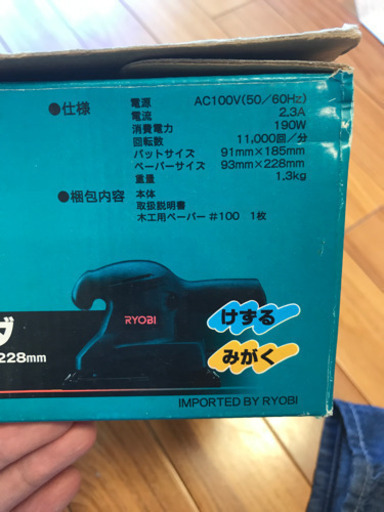 ●仕様 電源 AC100V(50/60Hz)
電流 2.3A
消費電力 190W
回転数 11,000回/分
パットサイズ 91mm×185mm
ペーパーサイズ 93mm×228mm
重量 1.3kg
●梱包内容 本体
取扱説明書
木工用ペーパー #100 1枚
RYOBI
けずる
ダ
228mm
みがく
IMPORTED BY RYOBI